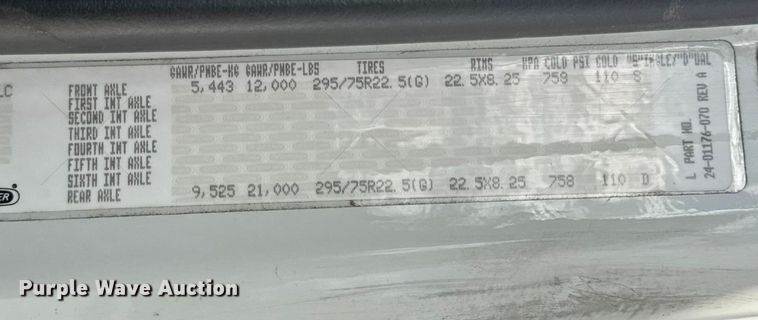 GAWR/PNBE-KG GAWR/PNBE-LBS TIRES RIMS KPA COLD PSI COLD "S"INGLE/"D"UAL
LC
FRONT AXLE 5,443 12,000 295/75R22.5(G) 22.5X8.25 758 110 S
FIRST INT AXLE
SECOND INT AXLE
THIRD INT AXLE
FOURTH INT AXLE
FIFTH INT AXLE
SIXTH INT AXLE
REAR AXLE 9,525 21,000 295/75R22.5(G) 22.5X8.25 758 110 D
L PART NO.
24-01176-070 REV A
ER
Purple Wave Auction